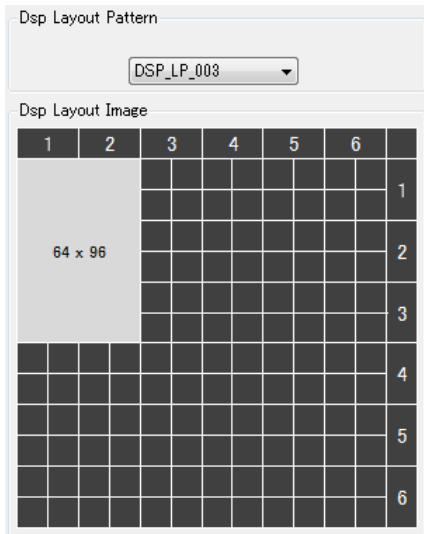 Dsp Layout Pattern
DSP_LP_003
Dsp Layout Image
1 2 3 4 5 6
1
64 x 96 2
3
4
5
6